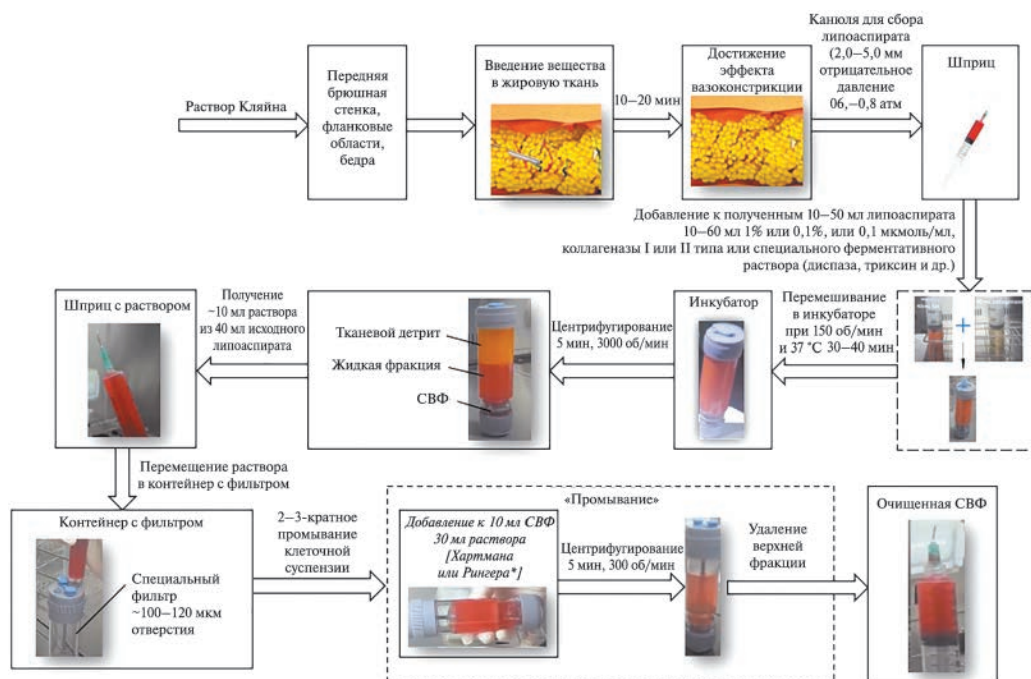 Раствор Кляйна
Передняя
брюшная
стенка,
фланковые
области,
бедра
Введение вещества
в жировую ткань
10–20 мин
Достижение
эффекта
вазоконстрикции
Канюля для сбора
липоаспирата
(2,0–5,0 мм
отрицательное
давление
06,–0,8 атм
Шприц
Добавление к полученным 10–50 мл липоаспирата
10–60 мл 1% или 0,1%, или 0,1 мкмоль/мл,
коллагеназы I или II типа или специального ферментативного
раствора (диспаза, триксин и др.)
Перемешивание
в инкубаторе
при 150 об/мин
и 37 °C 30–40 мин
Инкубатор
Центрифугирование
5 мин, 3000 об/мин
Тканевой детрит
Жидкая фракция
СВФ
Получение
~10 мл раствора
из 40 мл исходного
липоаспирата
Шприц с раствором
Перемещение раствора
в контейнер с фильтром
Контейнер с фильтром
Специальный
фильтр
~100–120 мкм
отверстия
2–3-кратное
промывание
клеточной
суспензии
«Промывание»
Добавление к 10 мл СВФ
30 мл раствора
[Хартмана
или Рингера*]
Центрифугирование
5 мин, 300 об/мин
Удаление
верхней
фракции
Очищенная СВФ